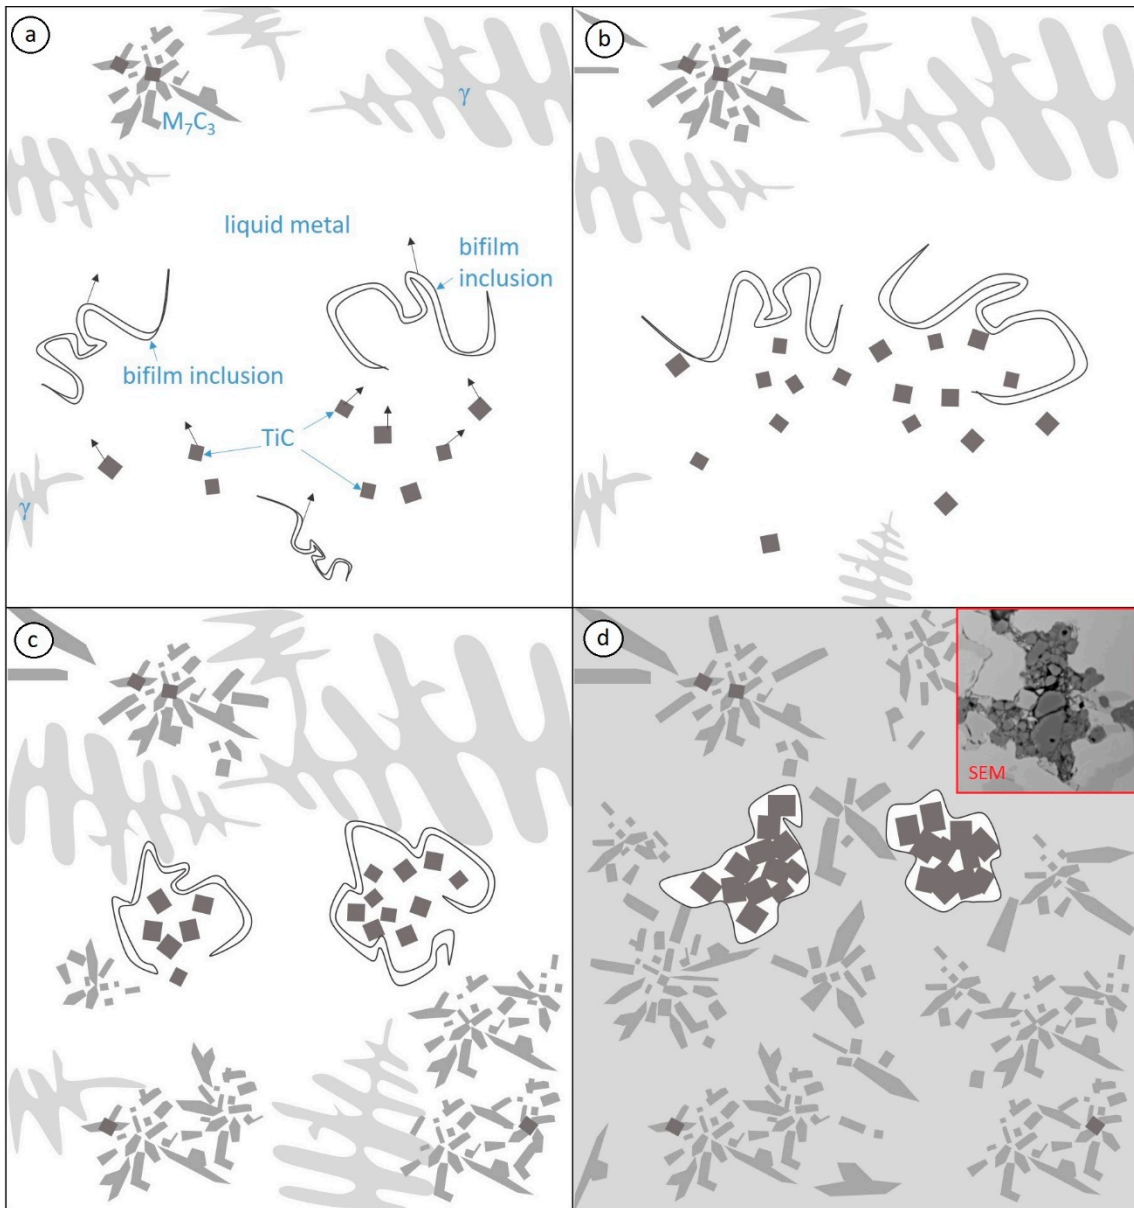 a
M₇C₃
γ
liquid metal
bifilm
inclusion
bifilm inclusion
TiC
γ
b
c
d
SEM